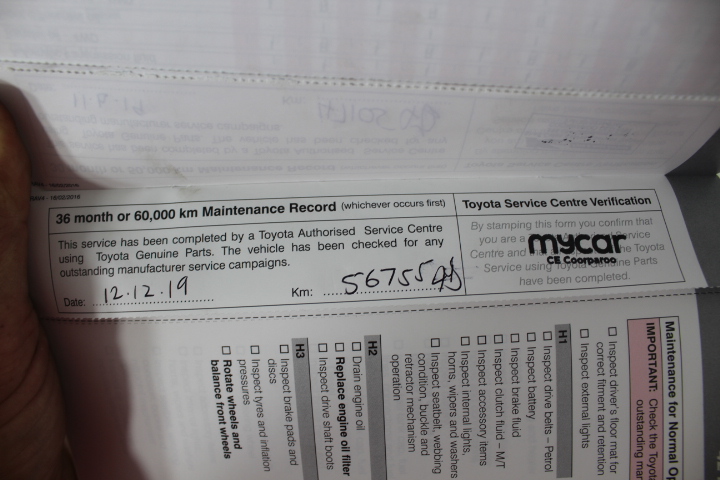 36 month or 60,000 km Maintenance Record (whichever occurs first)
This service has been completed by a Toyota Authorised Service Centre
using Toyota Genuine Parts. The vehicle has been checked for any
outstanding manufacturer service campaigns.
Date: 12.12.19
Km: 56755
Toyota Service Centre Verification
By stamping this form you confirm that
you are a Service
Centre and the Toyota
Service using Toyota Genuine Parts
have been completed.
mycar
CE Coorparoo
Maintenance for Normal Op
IMPORTANT: Check the Toyota
outstanding man
☐ Inspect driver's floor mat for
correct fitment and retention
☐ Inspect external lights
H1
☐ Inspect drive belts – Petrol
☐ Inspect battery
☐ Inspect brake fluid
☐ Inspect clutch fluid – M/T
☐ Inspect accessory items
☐ Inspect internal lights,
horns, wipers and washers
☐ Inspect seatbelt, webbing
condition, buckle and
retractor mechanism
operation
H2
☐ Drain engine oil
☐ Replace engine oil filter
☐ Inspect drive shaft boots
H3
☐ Inspect brake pads and
discs
☐ Inspect tyres and inflation
pressures
☐ Rotate wheels and
balance front wheels